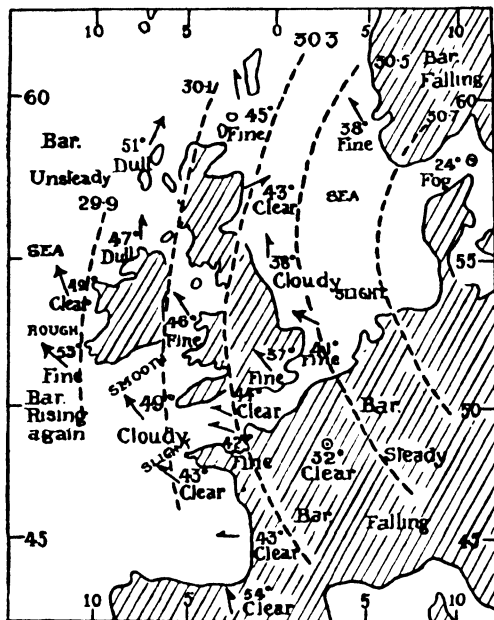 10 5 0 5 10
30.3
30.5
Bar.
Falling
30.1
60
60
45°
Fine
30.7
Bar.
51°
Dull
38°
Fine
24°
Fog
Unsteady
43°
Clear
SEA
29.9
47°
Dull
SEA
38°
Cloudy
55
49°
Clear
SLIGHT
46°
Fine
ROUGH
53°
Fine
37°
Fine
41°
Fine
SMOOTH
Bar.
Rising
again
49°
44°
Clear
Bar.
50
Cloudy
42°
Fine
32°
Clear
Steady
SLIGHT
43°
Clear
Bar.
Falling
45
43°
Clear
45
54°
Clear
10 5 5 10